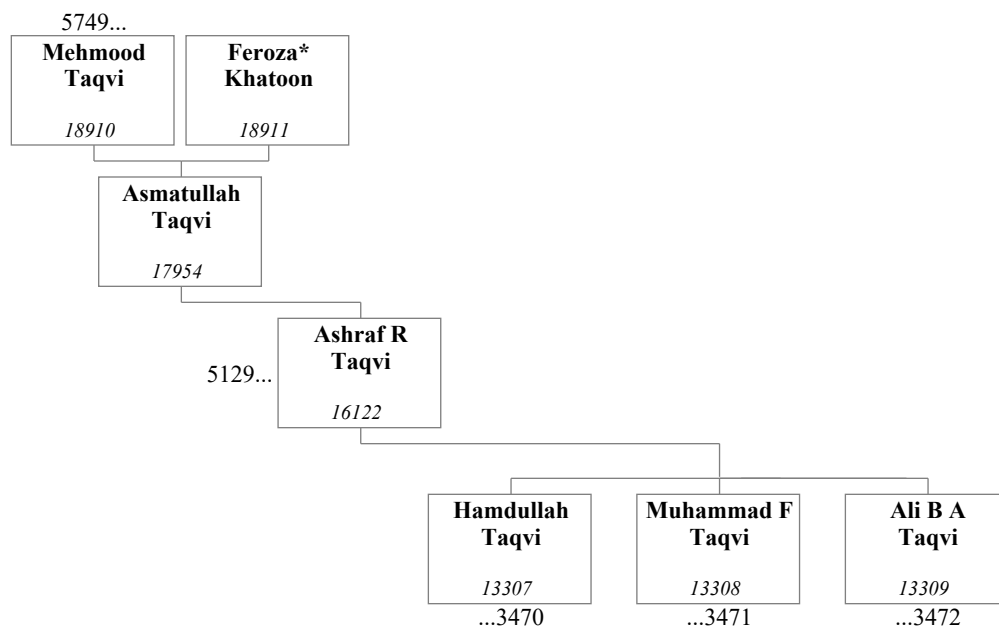 5749...
Mehmood
Taqvi
18910
Feroza*
Khatoon
18911
Asmatullah
Taqvi
17954
Ashraf R
Taqvi
16122
5129...
Hamdullah
Taqvi
13307
...3470
Muhammad F
Taqvi
13308
...3471
Ali B A
Taqvi
13309
...3472